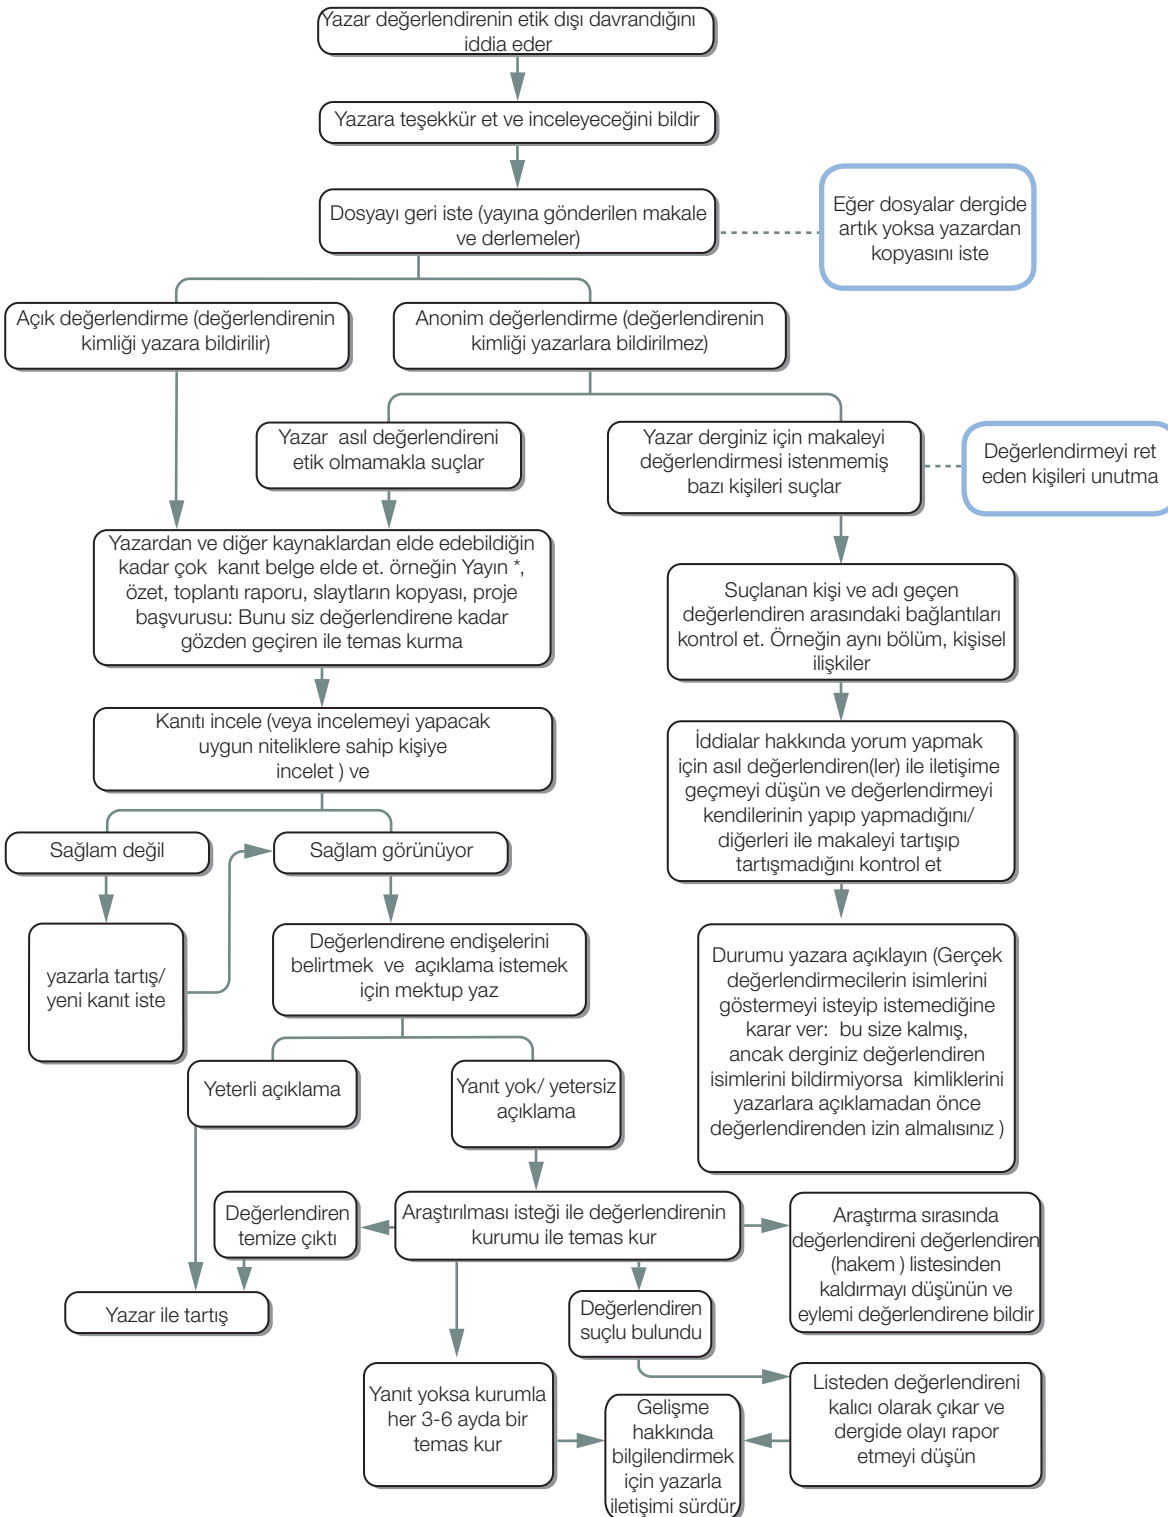 Yazar değerlendirenin etik dışı davrandığını
iddia eder
Yazara teşekkür et ve inceleyeceğini bildir
Dosyayı geri iste (yayına gönderilen makale
ve derlemeler)
Eğer dosyalar dergide
artık yoksa yazardan
kopyasını iste
Açık değerlendirme (değerlendirenin
kimliği yazara bildirilir)
Anonim değerlendirme (değerlendirenin
kimliği yazarlara bildirilmez)
Yazar asıl değerlendireni
etik olmamakla suçlar
Yazar derginiz için makaleyi
değerlendirmesi istenmemiş
bazı kişileri suçlar
Değerlendirmeyi ret
eden kişileri unutma
Yazardan ve diğer kaynaklardan elde edebildiğin
kadar çok kanıt belge elde et. örneğin Yayın *,
özet, toplantı raporu, slaytların kopyası, proje
başvurusu: Bunu siz değerlendirene kadar
gözden geçiren ile temas kurma
Suçlanan kişi ve adı geçen
değerlendiren arasındaki bağlantıları
kontrol et. Örneğin aynı bölüm, kişisel
ilişkiler
Kanıtı incele (veya incelemeyi yapacak
uygun niteliklere sahip kişiye
incelet ) ve
İddialar hakkında yorum yapmak
için asıl değerlendiren(ler) ile iletişime
geçmeyi düşün ve değerlendirmeyi
kendilerinin yapıp yapmadığını/
diğerleri ile makaleyi tartışıp
tartışmadığını kontrol et
Sağlam değil
Sağlam görünüyor
yazarla tartış/
yeni kanıt iste
Değerlendirene endişelerini
belirtmek ve açıklama istemek
için mektup yaz
Durumu yazara açıklayın (Gerçek
değerlendirmecilerin isimlerini
göstermeyi isteyip istemediğine
karar ver: bu size kalmış,
ancak derginiz değerlendiren
isimlerini bildirmiyorsa kimliklerini
yazarlara açıklamadan önce
değerlendirenden izin almalısınız )
Yeterli açıklama
Yanıt yok/ yetersiz
açıklama
Değerlendiren
temize çıktı
Araştırılması isteği ile değerlendirenin
kurumu ile temas kur
Araştırma sırasında
değerlendireni değerlendiren
(hakem ) listesinden
kaldırmayı düşünün ve
eylemi değerlendirene bildir
Yazar ile tartış
Değerlendiren
suçlu bulundu
Yanıt yoksa kurumla
her 3-6 ayda bir
temas kur
Gelişme
hakkında
bilgilendirmek
için yazarla
iletişimi sürdür
Listeden değerlendireni
kalıcı olarak çıkar ve
dergide olayı rapor
etmeyi düşün